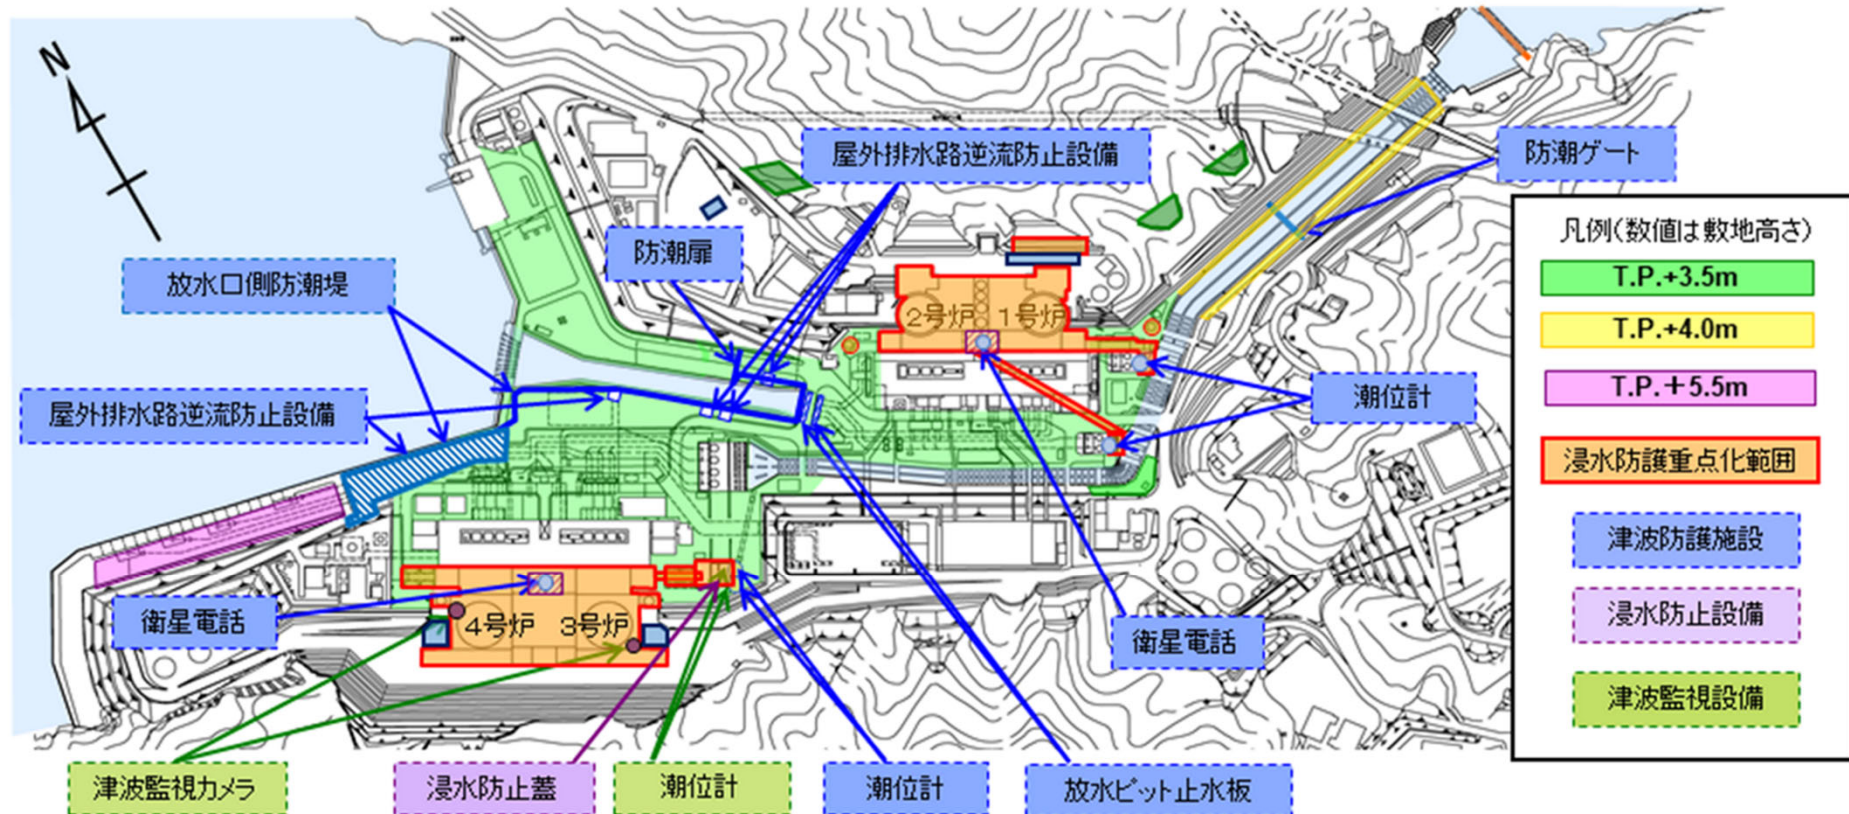 N
屋外排水路逆流防止設備
防潮ゲート
防潮扉
放水口側防潮堤
屋外排水路逆流防止設備
2号炉
1号炉
潮位計
衛星電話
4号炉
3号炉
衛星電話
津波監視カメラ
浸水防止蓋
潮位計
潮位計
放水ピット止水板
凡例(数値は敷地高さ)
T.P.+3.5m
T.P.+4.0m
T.P.+5.5m
浸水防護重点化範囲
津波防護施設
浸水防止設備
津波監視設備